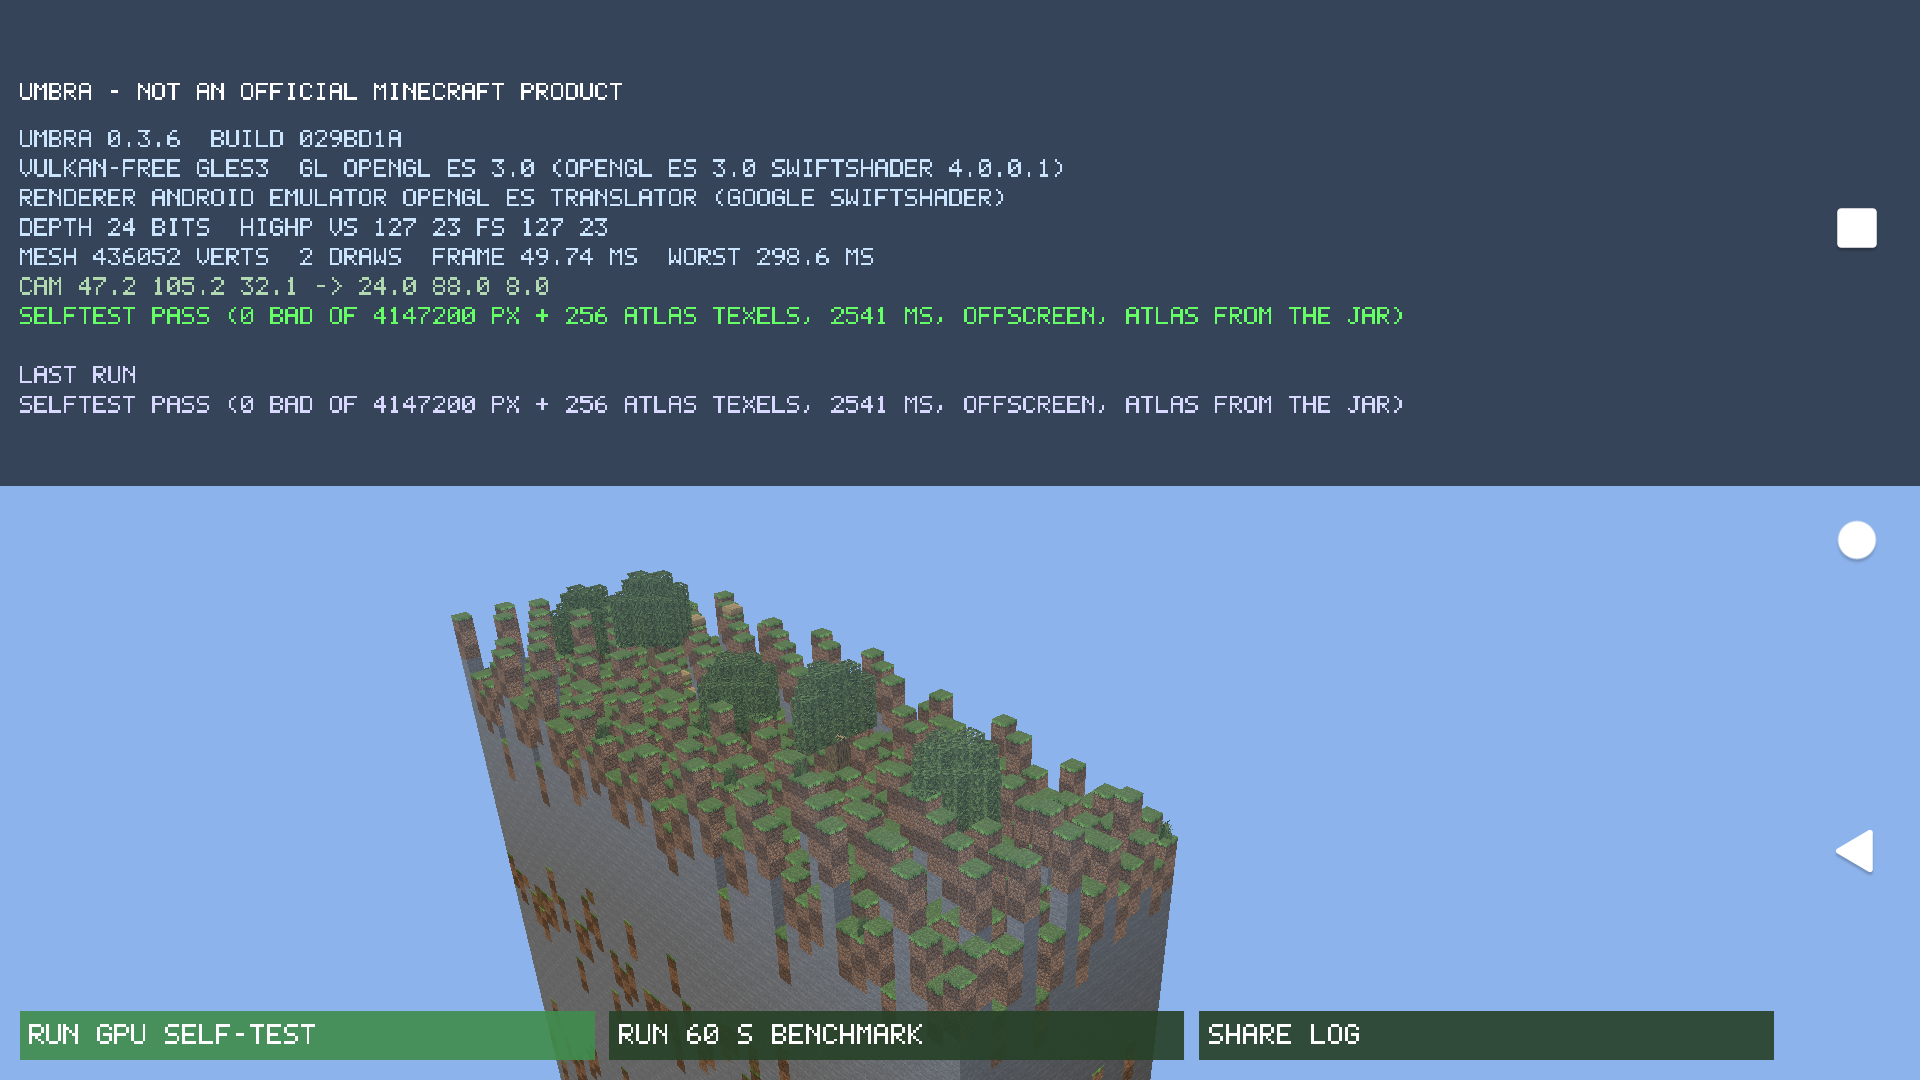 UMBRA - NOT AN OFFICIAL MINECRAFT PRODUCT
UMBRA 0.3.6  BUILD 029BD1A
VULKAN-FREE GLES3  GL OPENGL ES 3.0 (OPENGL ES 3.0 SWIFTSHADER 4.0.0.1)
RENDERER ANDROID EMULATOR OPENGL ES TRANSLATOR (GOOGLE SWIFTSHADER)
DEPTH 24 BITS  HIGHP VS 127 23 FS 127 23
MESH 436052 VERTS  2 DRAWS  FRAME 49.74 MS  WORST 298.6 MS
CAM 47.2 105.2 32.1 -> 24.0 88.0 8.0
SELFTEST PASS (0 BAD OF 4147200 PX + 256 ATLAS TEXELS, 2541 MS, OFFSCREEN, ATLAS FROM THE JAR)
LAST RUN
SELFTEST PASS (0 BAD OF 4147200 PX + 256 ATLAS TEXELS, 2541 MS, OFFSCREEN, ATLAS FROM THE JAR)
RUN GPU SELF-TEST
RUN 60 S BENCHMARK
SHARE LOG